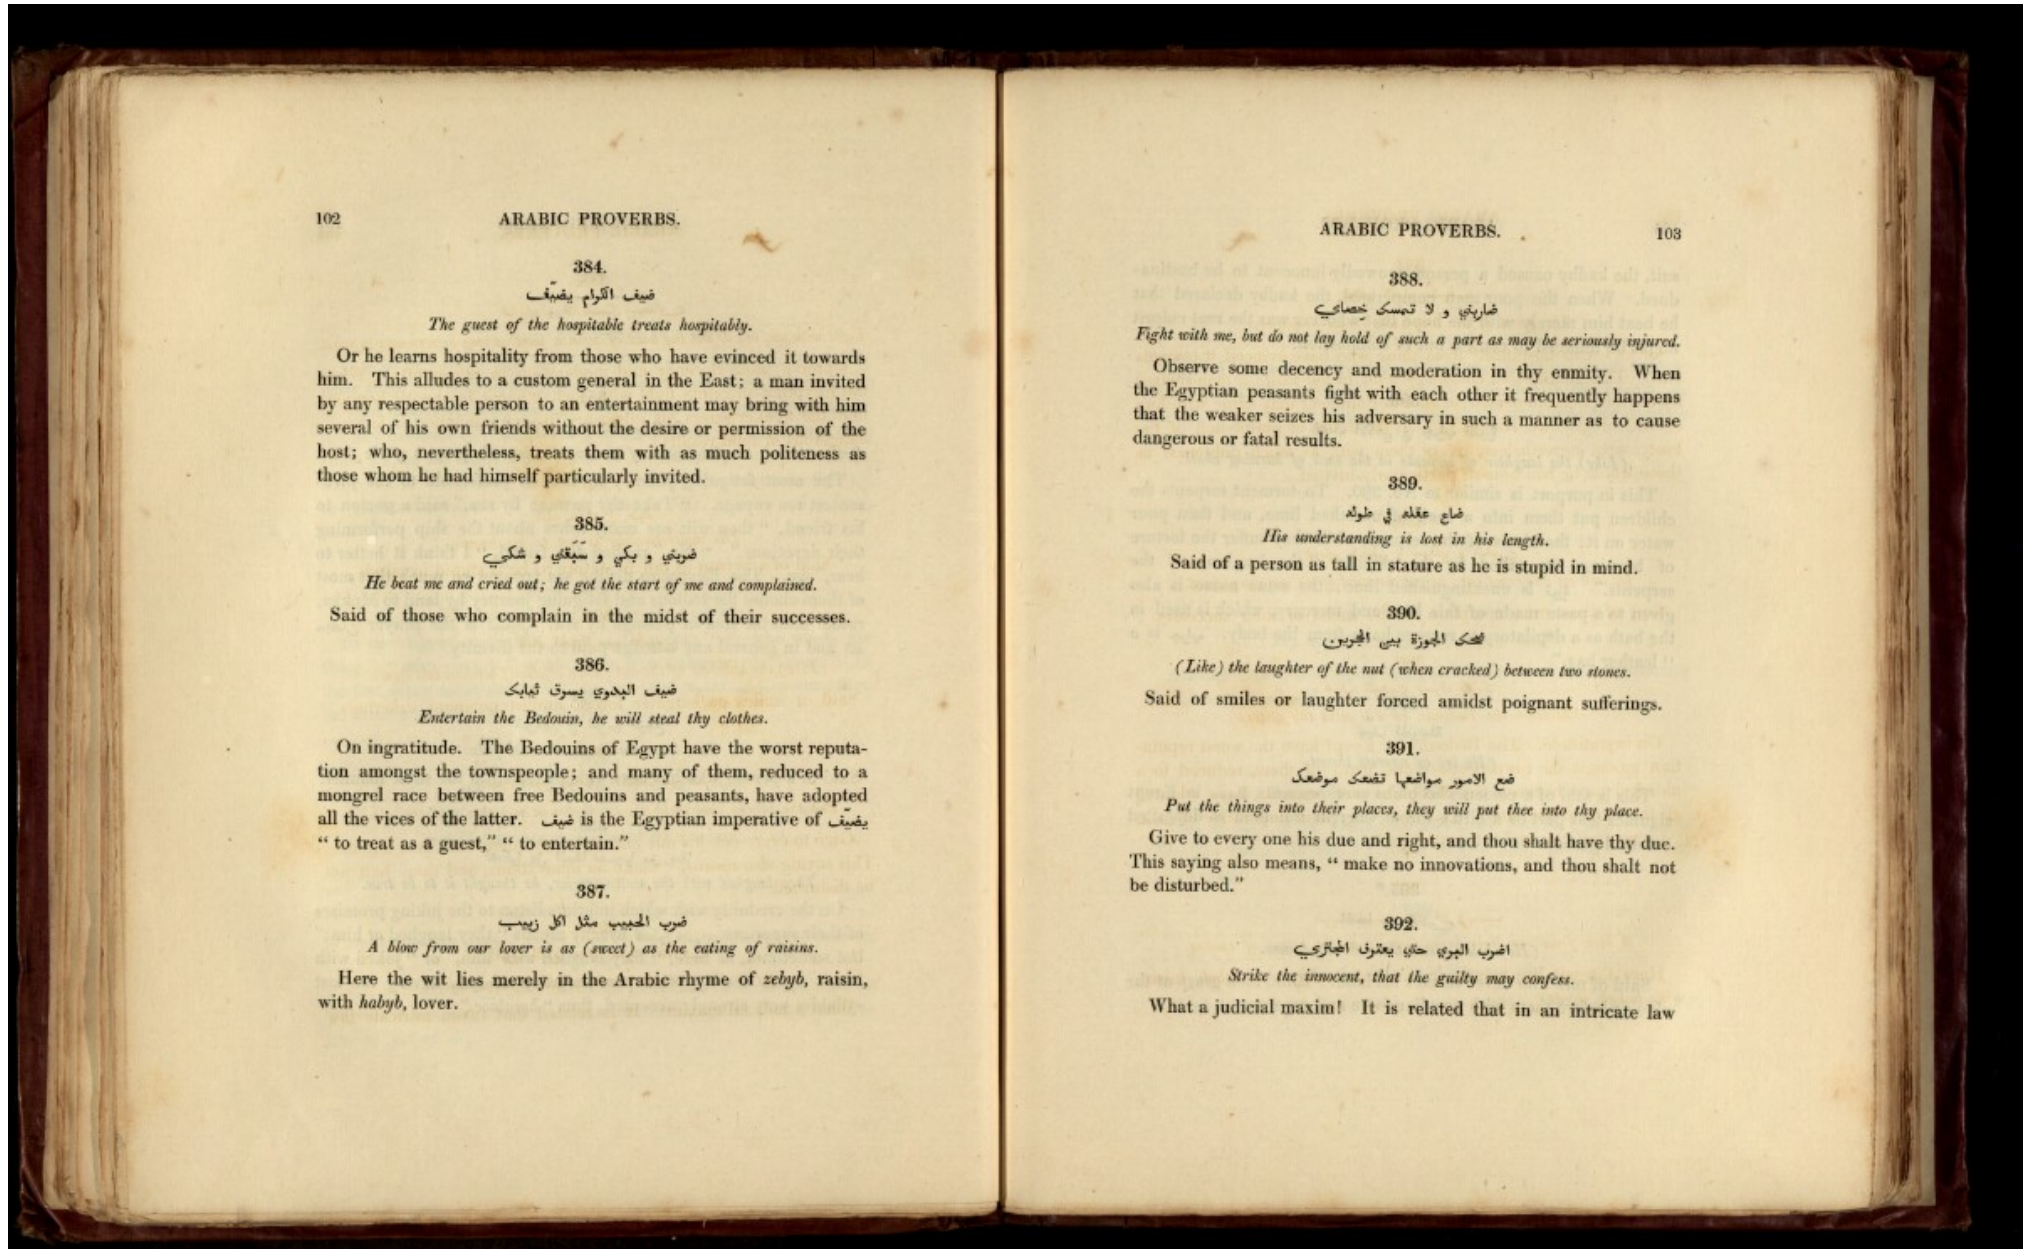 102
ARABIC PROVERBS.
384.
ضيف الكرام يضيّف
The guest of the hospitable treats hospitably.
Or he learns hospitality from those who have evinced it towards
him. This alludes to a custom general in the East; a man invited
by any respectable person to an entertainment may bring with him
several of his own friends without the desire or permission of the
host; who, nevertheless, treats them with as much politeness as
those whom he had himself particularly invited.
385.
ضربني و بكي و سَبَقني و شكي
He beat me and cried out; he got the start of me and complained.
Said of those who complain in the midst of their successes.
386.
ضيف البدوي يسرق ثيابك
Entertain the Bedouin, he will steal thy clothes.
On ingratitude. The Bedouins of Egypt have the worst reputa-
tion amongst the townspeople; and many of them, reduced to a
mongrel race between free Bedouins and peasants, have adopted
all the vices of the latter. ضيف is the Egyptian imperative of يضيّف
“ to treat as a guest,” “ to entertain.”
387.
ضرب الحبيب مثل اكل زبيب
A blow from our lover is as (sweet) as the eating of raisins.
Here the wit lies merely in the Arabic rhyme of zebyb, raisin,
with habyb, lover.
ARABIC PROVERBS.
103
388.
ضاربني و لا تمسك خِصاي
Fight with me, but do not lay hold of such a part as may be seriously injured.
Observe some decency and moderation in thy enmity. When
the Egyptian peasants fight with each other it frequently happens
that the weaker seizes his adversary in such a manner as to cause
dangerous or fatal results.
389.
ضاع عقله في طوله
His understanding is lost in his length.
Said of a person as tall in stature as he is stupid in mind.
390.
ضحك الجوزة بين الحجرين
(Like) the laughter of the nut (when cracked) between two stones.
Said of smiles or laughter forced amidst poignant sufferings.
391.
ضع الامور مواضعها تضعك موضعك
Put the things into their places, they will put thee into thy place.
Give to every one his due and right, and thou shalt have thy due.
This saying also means, “ make no innovations, and thou shalt not
be disturbed.”
392.
اضرب البري حتي يعترف المجتري
Strike the innocent, that the guilty may confess.
What a judicial maxim! It is related that in an intricate law